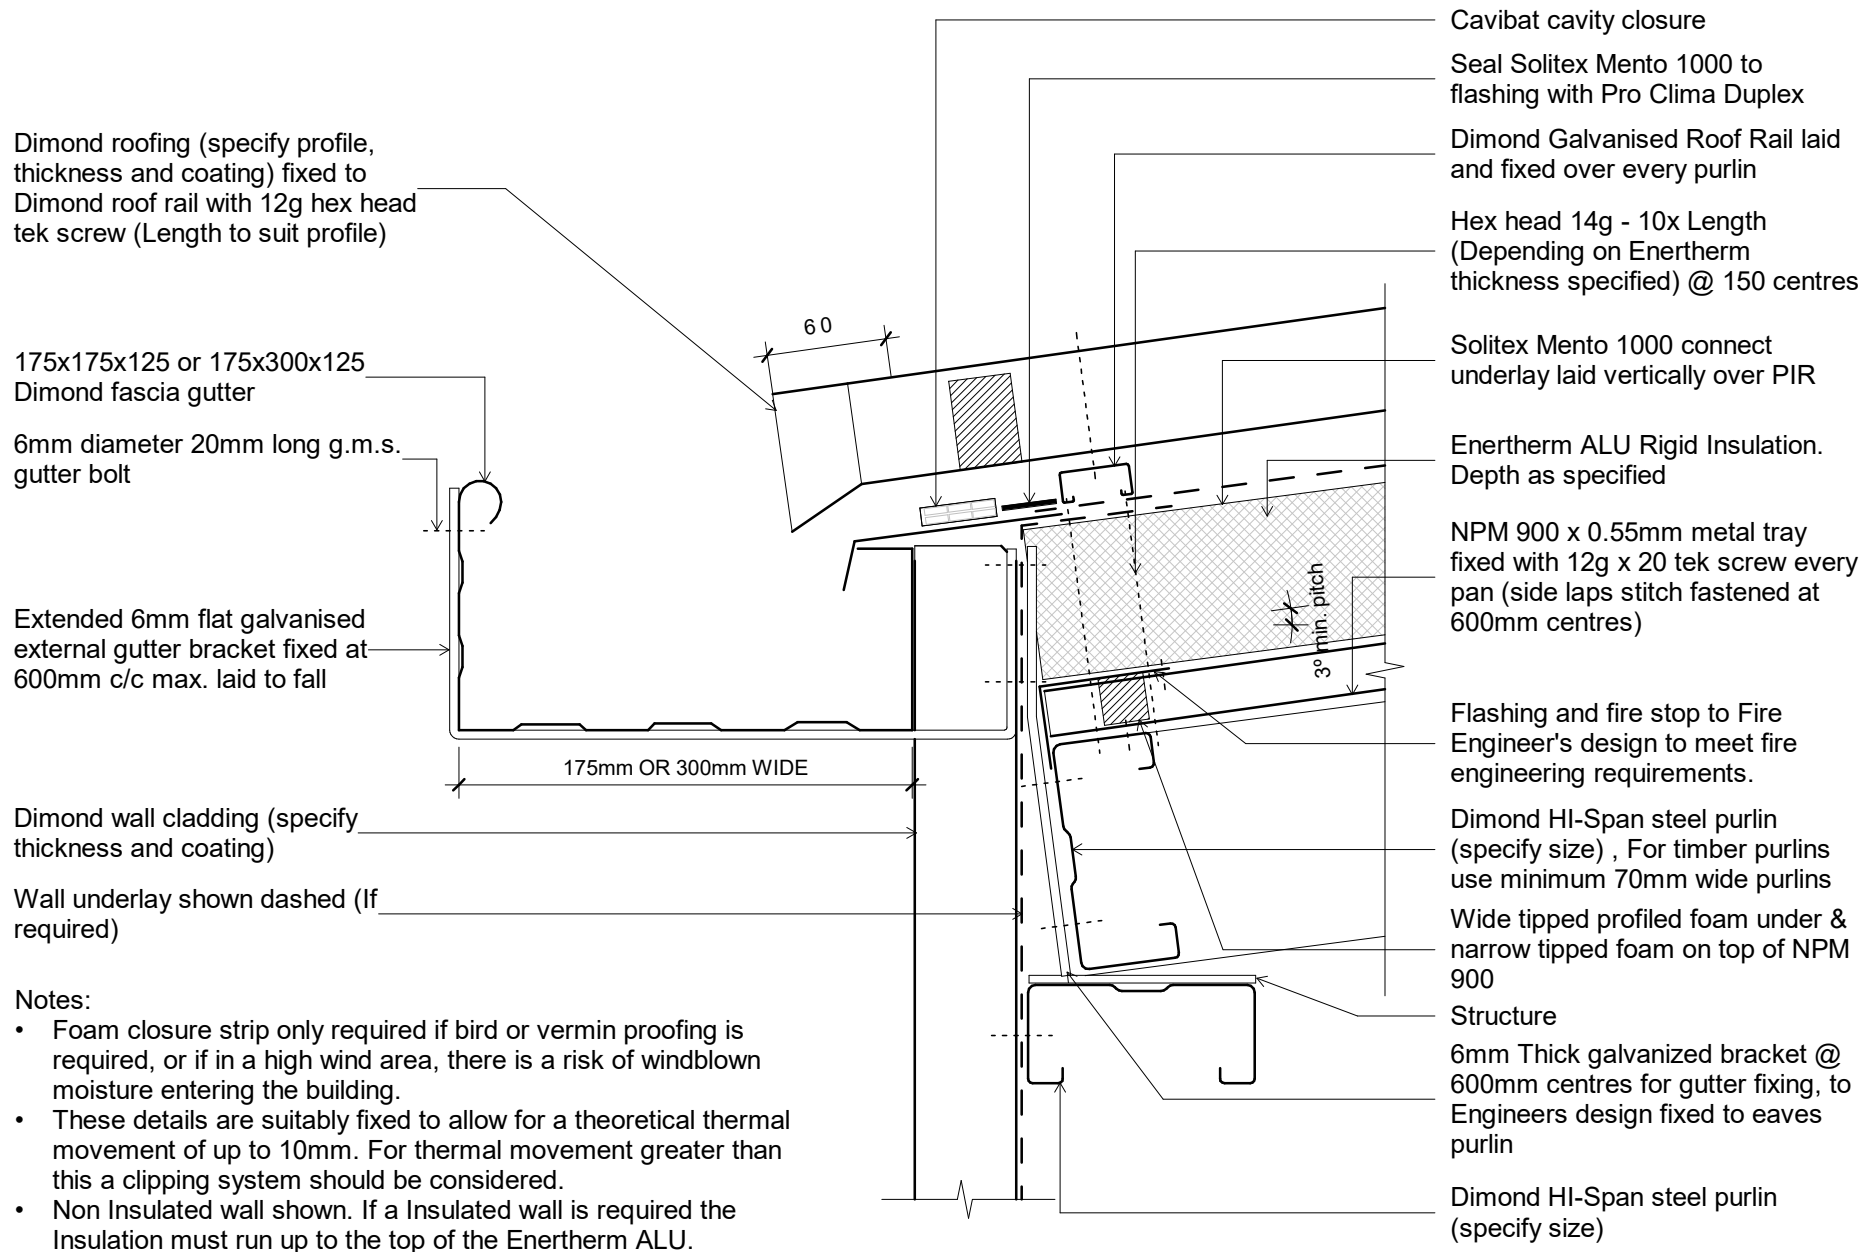 Dimond roofing (specify profile,
thickness and coating) fixed to
Dimond roof rail with 12g hex head
tek screw (Length to suit profile)
175x175x125 or 175x300x125
Dimond fascia gutter
6mm diameter 20mm long g.m.s.
gutter bolt
Extended 6mm flat galvanised
external gutter bracket fixed at
600mm c/c max. laid to fall
Dimond wall cladding (specify
thickness and coating)
Wall underlay shown dashed (If
required)
Notes:
• Foam closure strip only required if bird or vermin proofing is
required, or if in a high wind area, there is a risk of windblown
moisture entering the building.
• These details are suitably fixed to allow for a theoretical thermal
movement of up to 10mm. For thermal movement greater than
this a clipping system should be considered.
• Non Insulated wall shown. If a Insulated wall is required the
Insulation must run up to the top of the Enertherm ALU.
60
175mm OR 300mm WIDE
3º min. pitch
Cavibat cavity closure
Seal Solitex Mento 1000 to
flashing with Pro Clima Duplex
Dimond Galvanised Roof Rail laid
and fixed over every purlin
Hex head 14g - 10x Length
(Depending on Enertherm
thickness specified) @ 150 centres
Solitex Mento 1000 connect
underlay laid vertically over PIR
Enertherm ALU Rigid Insulation.
Depth as specified
NPM 900 x 0.55mm metal tray
fixed with 12g x 20 tek screw every
pan (side laps stitch fastened at
600mm centres)
Flashing and fire stop to Fire
Engineer's design to meet fire
engineering requirements.
Dimond HI-Span steel purlin
(specify size) , For timber purlins
use minimum 70mm wide purlins
Wide tipped profiled foam under &
narrow tipped foam on top of NPM
900
Structure
6mm Thick galvanized bracket @
600mm centres for gutter fixing, to
Engineers design fixed to eaves
purlin
Dimond HI-Span steel purlin
(specify size)